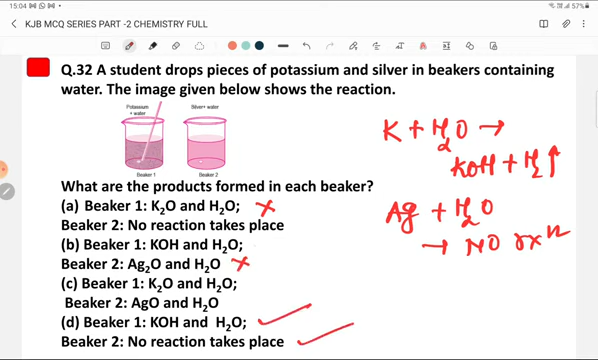 15:04
57%
KJB MCQ SERIES PART -2 CHEMISTRY FULL
Q.32 A student drops pieces of potassium and silver in beakers containing
water. The image given below shows the reaction.
Potassium
+ water
Silver+ water
Beaker 1
Beaker 2
K + H₂O →
KOH + H₂↑
Ag + H₂O
→ NO rxⁿ
What are the products formed in each beaker?
(a) Beaker 1: K₂O and H₂O;
Beaker 2: No reaction takes place
(b) Beaker 1: KOH and H₂O;
Beaker 2: Ag₂O and H₂O
(c) Beaker 1: K₂O and H₂O;
Beaker 2: AgO and H₂O
(d) Beaker 1: KOH and H₂O;
Beaker 2: No reaction takes place